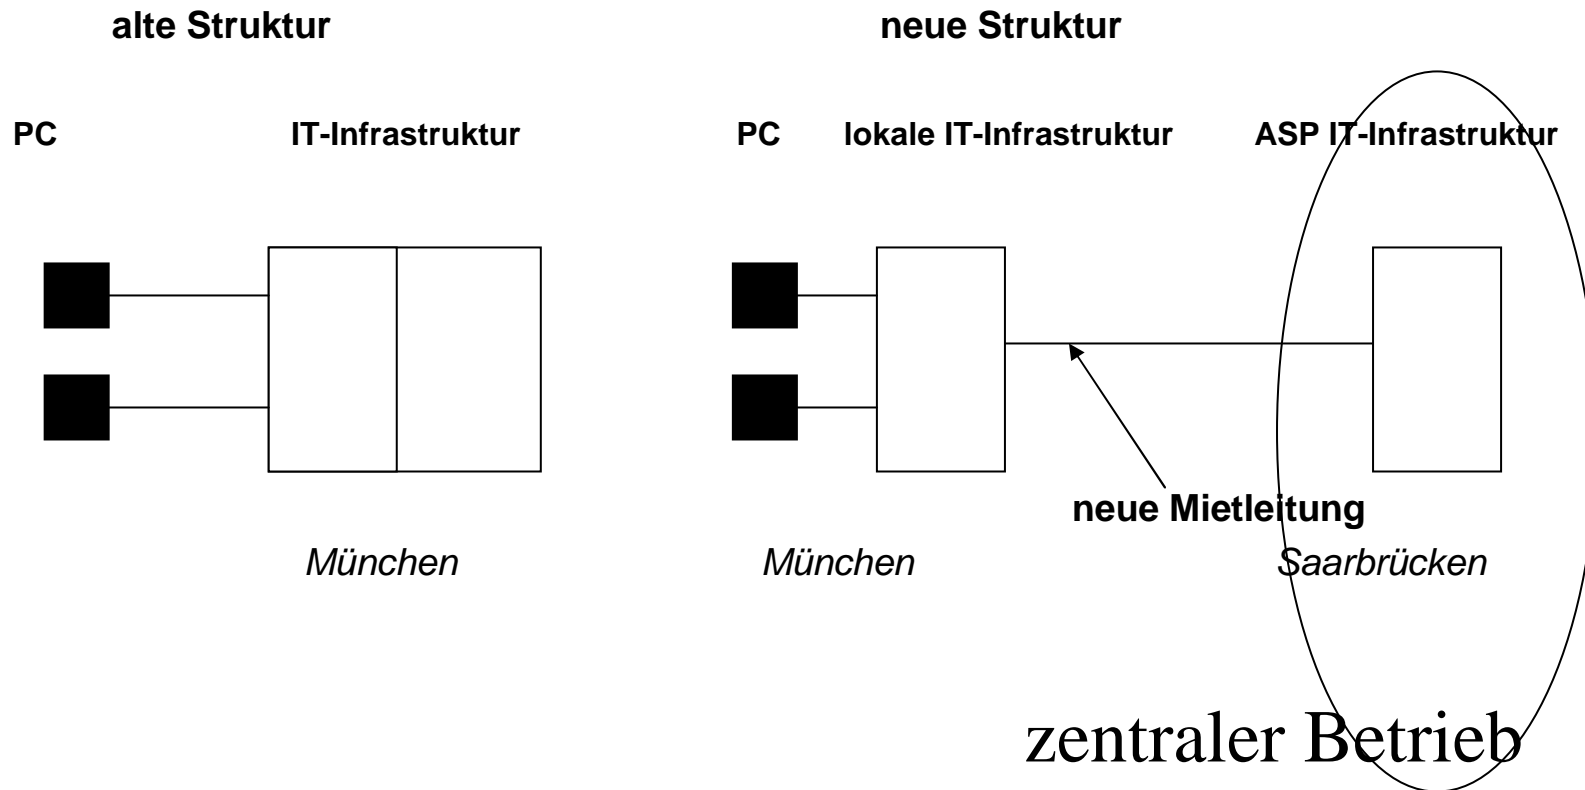 alte Struktur
neue Struktur
PC
IT-Infrastruktur
PC
lokale IT-Infrastruktur
ASP IT-Infrastruktur
neue Mietleitung
München
München
Saarbrücken
zentraler Betrieb